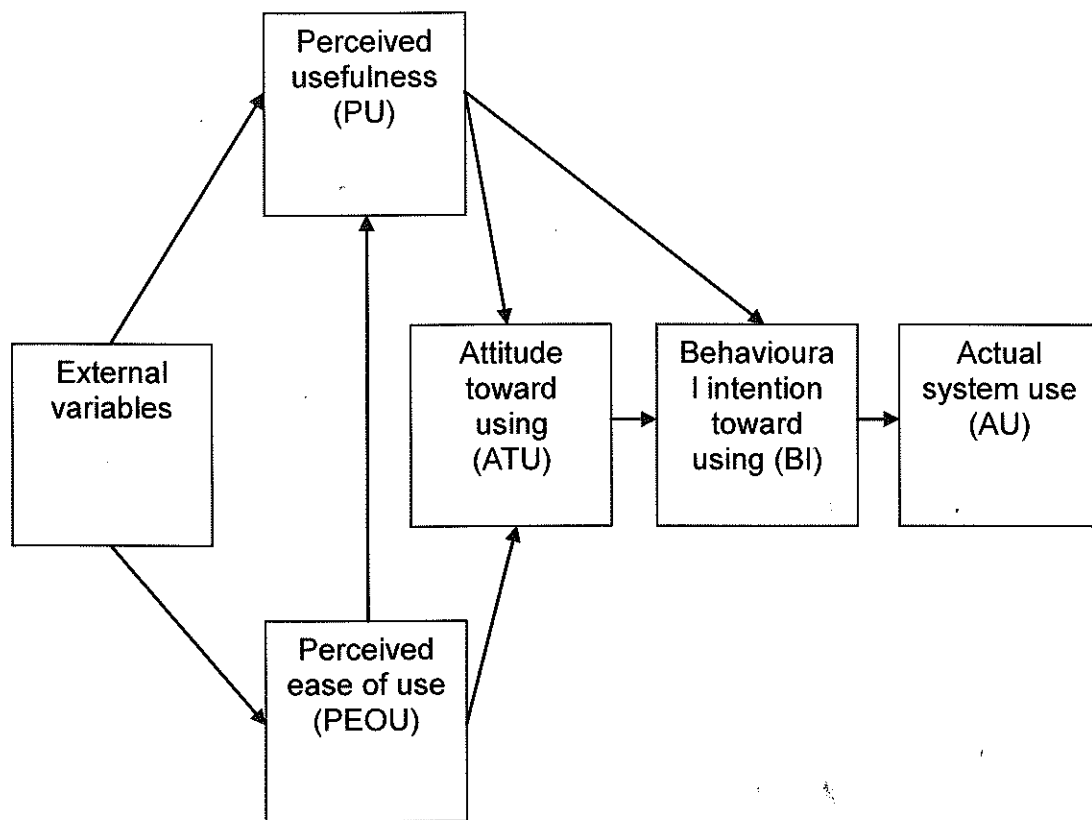 Perceived
usefulness
(PU)
External
variables
Attitude
toward
using
(ATU)
Behavioura
l intention
toward
using (BI)
Actual
system use
(AU)
Perceived
ease of use
(PEOU)